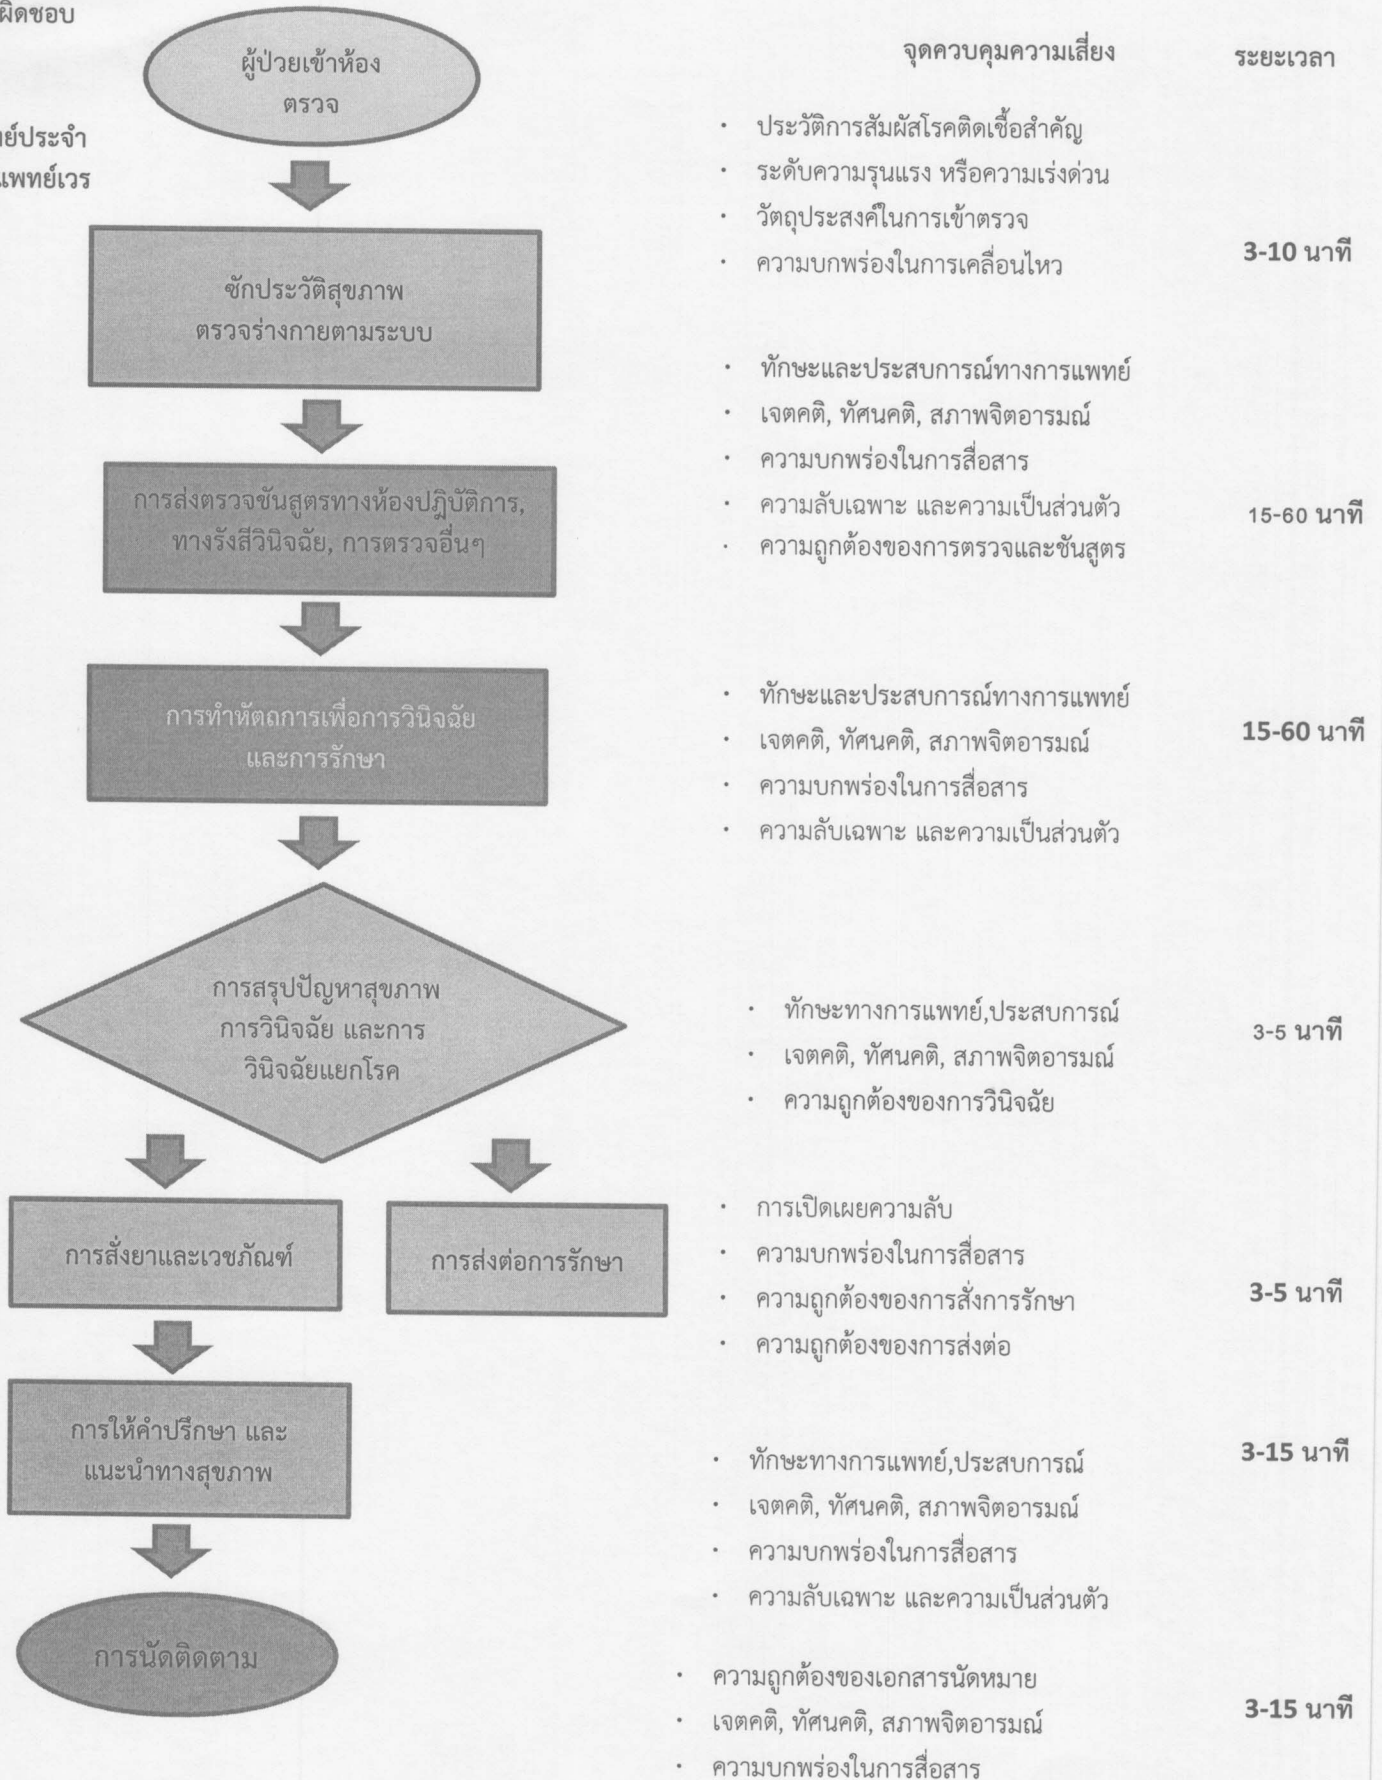 ผิดชอบ
จุดควบคุมความเสี่ยง ระยะเวลา
ผู้ป่วยเข้าห้อง
ตรวจ
ย์ประจำ
แพทย์เวร
· ประวัติการสัมผัสโรคติดเชื้อสำคัญ
· ระดับความรุนแรง หรือความเร่งด่วน
· วัตถุประสงค์ในการเข้าตรวจ
· ความบกพร่องในการเคลื่อนไหว
3-10 นาที
ซักประวัติสุขภาพ
ตรวจร่างกายตามระบบ
· ทักษะและประสบการณ์ทางการแพทย์
· เจตคติ, ทัศนคติ, สภาพจิตอารมณ์
· ความบกพร่องในการสื่อสาร
· ความลับเฉพาะ และความเป็นส่วนตัว
· ความถูกต้องของการตรวจและชันสูตร
15-60 นาที
การส่งตรวจชันสูตรทางห้องปฎิบัติการ,
ทางรังสีวินิจฉัย, การตรวจอื่นๆ
การทำหัตถการเพื่อการวินิจฉัย
และการรักษา
· ทักษะและประสบการณ์ทางการแพทย์
· เจตคติ, ทัศนคติ, สภาพจิตอารมณ์
· ความบกพร่องในการสื่อสาร
· ความลับเฉพาะ และความเป็นส่วนตัว
15-60 นาที
การสรุปปัญหาสุขภาพ
การวินิจฉัย และการ
วินิจฉัยแยกโรค
· ทักษะทางการแพทย์,ประสบการณ์
· เจตคติ, ทัศนคติ, สภาพจิตอารมณ์
· ความถูกต้องของการวินิจฉัย
3-5 นาที
การสั่งยาและเวชภัณฑ์
การส่งต่อการรักษา
· การเปิดเผยความลับ
· ความบกพร่องในการสื่อสาร
· ความถูกต้องของการสั่งการรักษา
· ความถูกต้องของการส่งต่อ
3-5 นาที
การให้คำปรึกษา และ
แนะนำทางสุขภาพ
· ทักษะทางการแพทย์,ประสบการณ์
· เจตคติ, ทัศนคติ, สภาพจิตอารมณ์
· ความบกพร่องในการสื่อสาร
· ความลับเฉพาะ และความเป็นส่วนตัว
3-15 นาที
การนัดติดตาม
· ความถูกต้องของเอกสารนัดหมาย
· เจตคติ, ทัศนคติ, สภาพจิตอารมณ์
· ความบกพร่องในการสื่อสาร
3-15 นาที